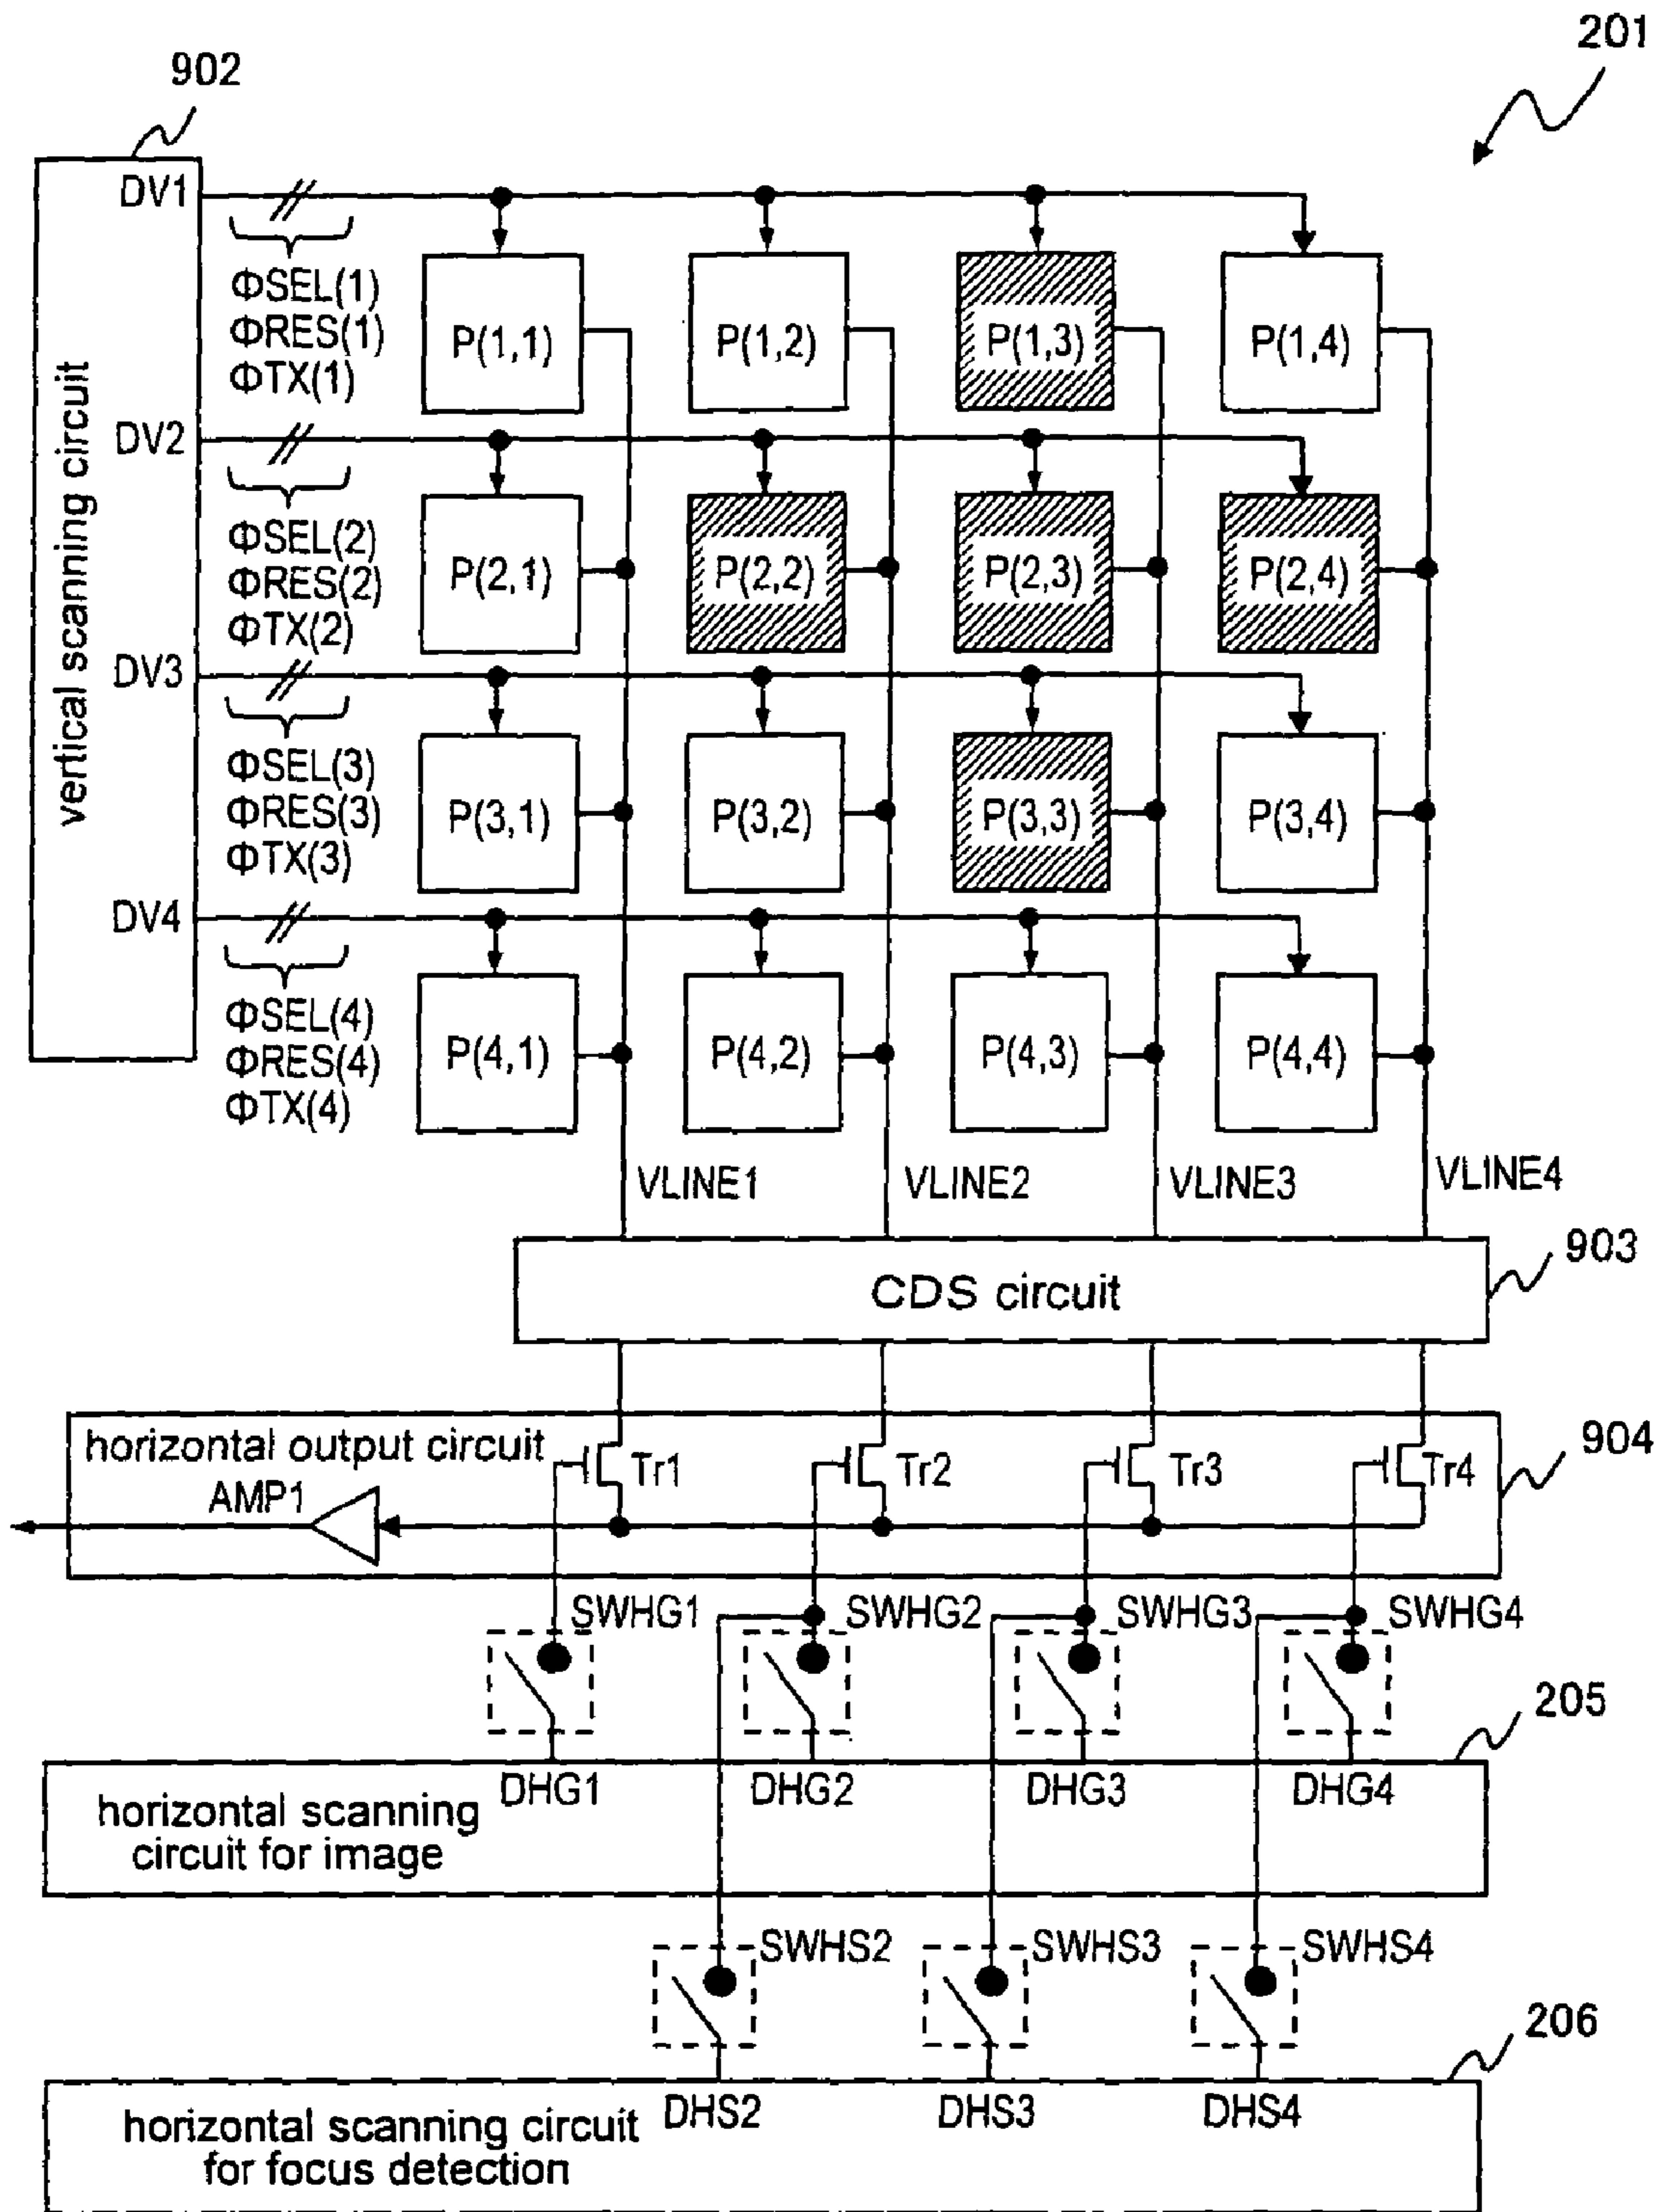 201
902
DV1
ΦSEL(1)
ΦRES(1)
ΦTX(1)
P(1,1)
P(1,2)
P(1,3)
P(1,4)
vertical scanning circuit
DV2
ΦSEL(2)
ΦRES(2)
ΦTX(2)
P(2,1)
P(2,2)
P(2,3)
P(2,4)
DV3
ΦSEL(3)
ΦRES(3)
ΦTX(3)
P(3,1)
P(3,2)
P(3,3)
P(3,4)
DV4
ΦSEL(4)
ΦRES(4)
ΦTX(4)
P(4,1)
P(4,2)
P(4,3)
P(4,4)
VLINE1
VLINE2
VLINE3
VLINE4
903
CDS circuit
904
horizontal output circuit
AMP1
Tr1
Tr2
Tr3
Tr4
SWHG1
SWHG2
SWHG3
SWHG4
205
DHG1
DHG2
DHG3
DHG4
horizontal scanning
circuit for image
SWHS2
SWHS3
SWHS4
206
DHS2
DHS3
DHS4
horizontal scanning circuit
for focus detection